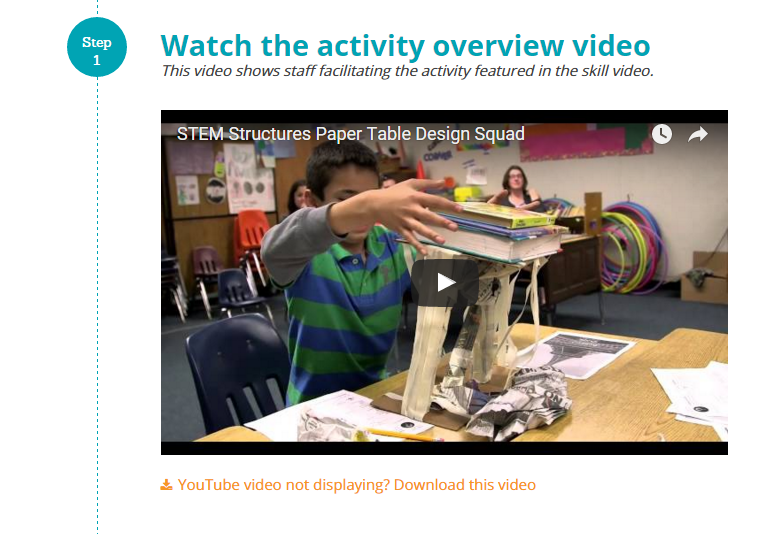 Step
1
Watch the activity overview video
This video shows staff facilitating the activity featured in the skill video.
STEM Structures Paper Table Design Squad
YouTube video not displaying? Download this video